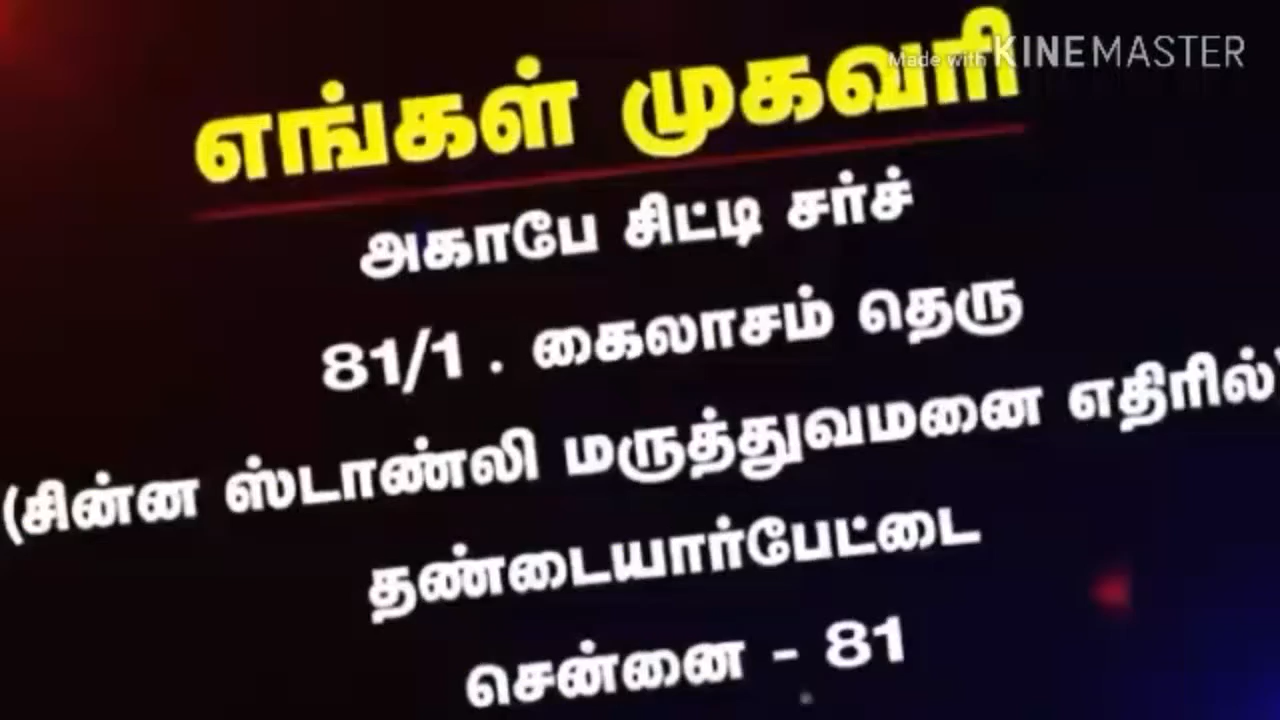 Made with KINEMASTER
எங்கள் முகவரி
அகாபே சிட்டி சர்ச்
81/1 . கைலாசம் தெரு
(சின்ன ஸ்டாண்லி மருத்துவமனை எதிரில்)
தண்டையார்பேட்டை
சென்னை - 81